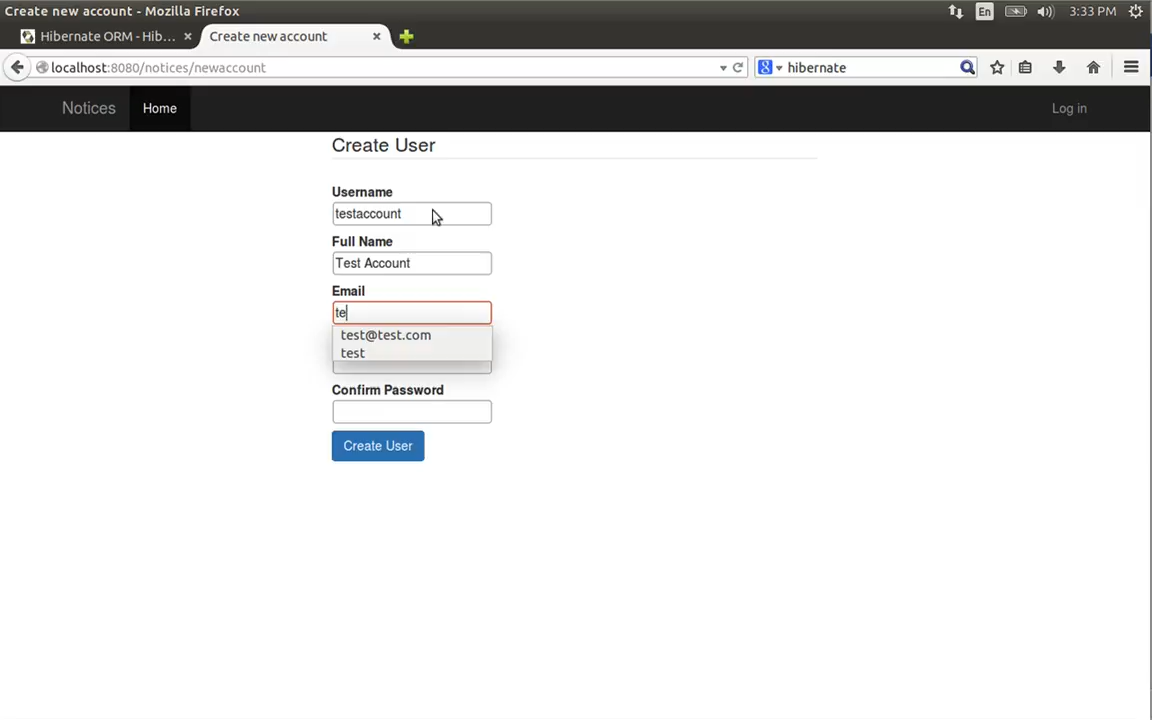 Create new account - Mozilla Firefox
En
3:33 PM
Hibernate ORM - Hib...
Create new account
localhost:8080/notices/newaccount
hibernate
Notices
Home
Log in
Create User
Username
testaccount
Full Name
Test Account
Email
te
test@test.com
test
Confirm Password
Create User